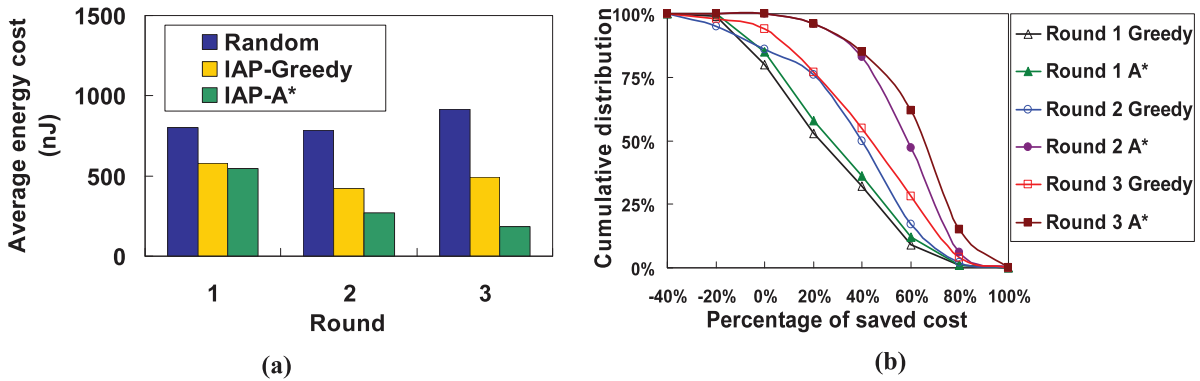 1500
1000
500
0
Average energy cost
(nJ)
Random
IAP-Greedy
IAP-A*
1 2 3
Round
(a)
100%
75%
50%
25%
0%
Cumulative distribution
-40% -20% 0% 20% 40% 60% 80% 100%
Percentage of saved cost
Round 1 Greedy
Round 1 A*
Round 2 Greedy
Round 2 A*
Round 3 Greedy
Round 3 A*
(b)